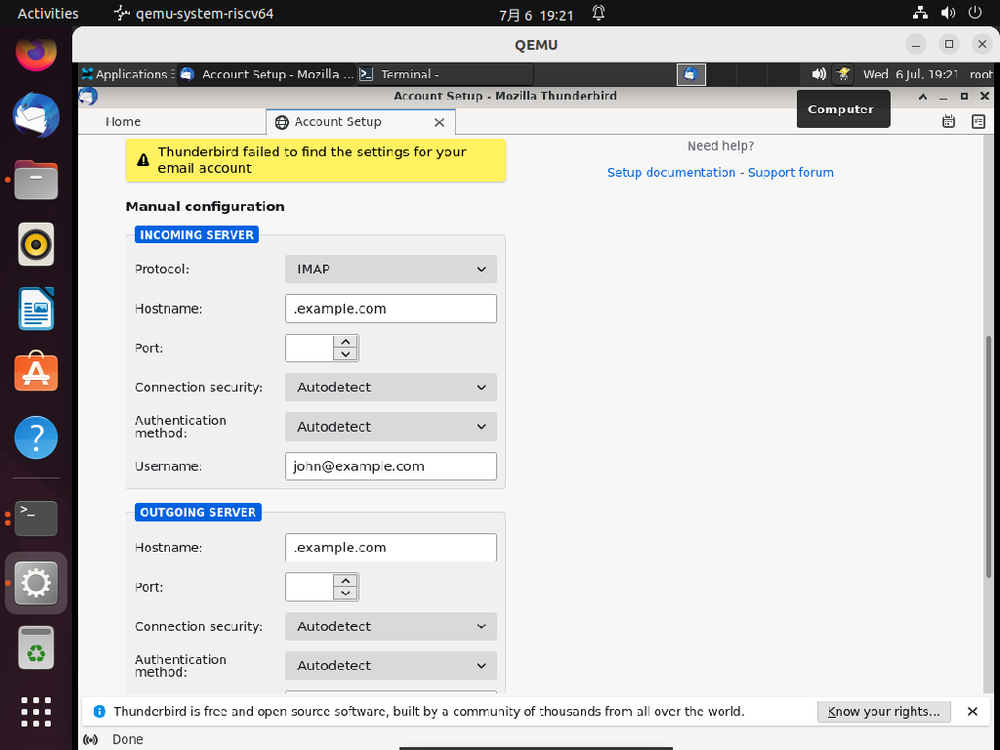 Activities
qemu-system-riscv64
7月 6 19:21
QEMU
Applications
Account Setup - Mozilla ...
Terminal -
Wed 6 Jul, 19:21
root
Account Setup - Mozilla Thunderbird
Computer
Home
Account Setup
Thunderbird failed to find the settings for your
email account
Need help?
Setup documentation - Support forum
Manual configuration
INCOMING SERVER
Protocol:
IMAP
Hostname:
.example.com
Port:
Connection security:
Autodetect
Authentication
method:
Autodetect
Username:
john@example.com
OUTGOING SERVER
Hostname:
.example.com
Port:
Connection security:
Autodetect
Authentication
method:
Autodetect
Thunderbird is free and open source software, built by a community of thousands from all over the world.
Know your rights...
Done